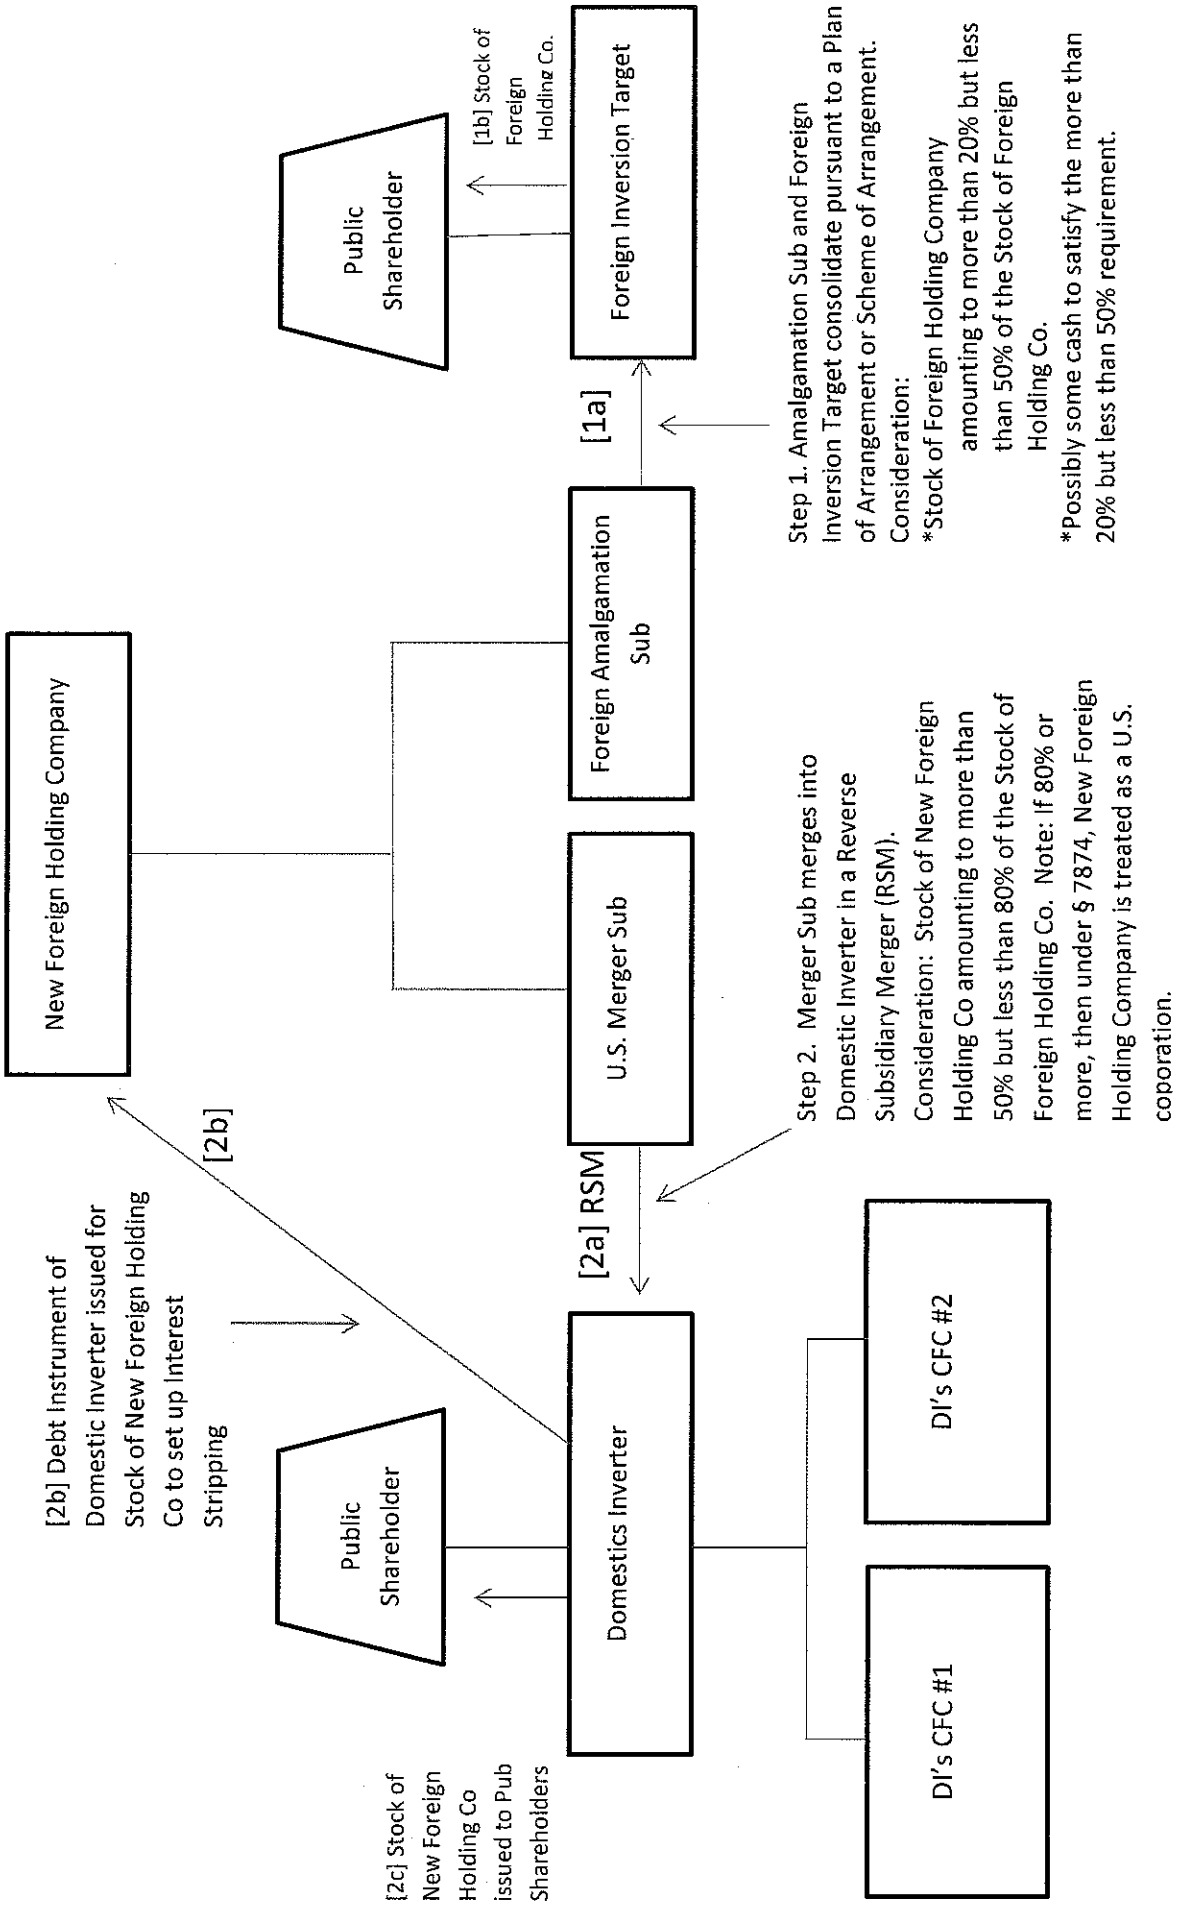 New Foreign Holding Company
[2b] Debt Instrument of
Domestic Inverter issued for
Stock of New Foreign Holding
Co to set up Interest
Stripping
[2b]
[2c] Stock of
New Foreign
Holding Co
issued to Pub
Shareholders
Public
Shareholder
Public
Shareholder
[1b] Stock of
Foreign
Holding Co.
Domestics Inverter
[2a] RSM
U.S. Merger Sub
Foreign Amalgamation
Sub
[1a]
Foreign Inversion Target
DI's CFC #1
DI's CFC #2
Step 2. Merger Sub merges into
Domestic Inverter in a Reverse
Subsidiary Merger (RSM).
Consideration: Stock of New Foreign
Holding Co amounting to more than
50% but less than 80% of the Stock of
Foreign Holding Co. Note: If 80% or
more, then under § 7874, New Foreign
Holding Company is treated as a U.S.
coporation.
Step 1. Amalgamation Sub and Foreign
Inversion Target consolidate pursuant to a Plan
of Arrangement or Scheme of Arrangement.
Consideration:
*Stock of Foreign Holding Company
amounting to more than 20% but less
than 50% of the Stock of Foreign
Holding Co.
*Possibly some cash to satisfy the more than
20% but less than 50% requirement.